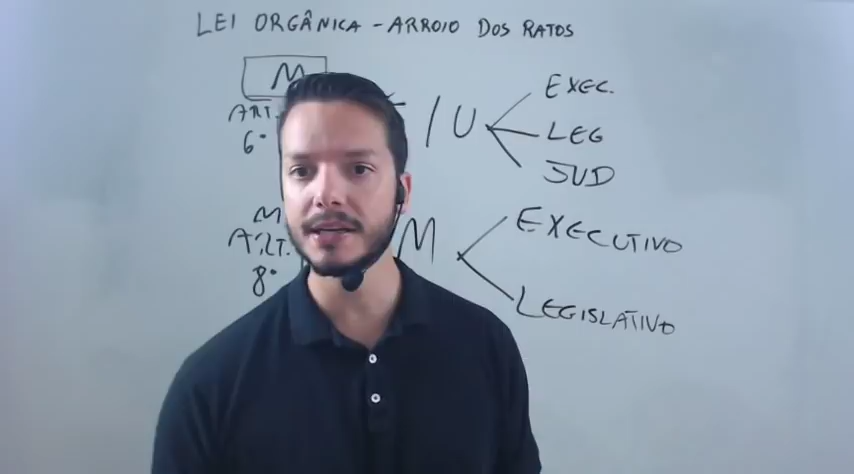 LEI ORGÂNICA - ARROIO DOS RATOS
M
ART.
6°
/ U
EXEC.
LEG
JUD
M
ART.
8°
M
EXECUTIVO
LEGISLATIVO